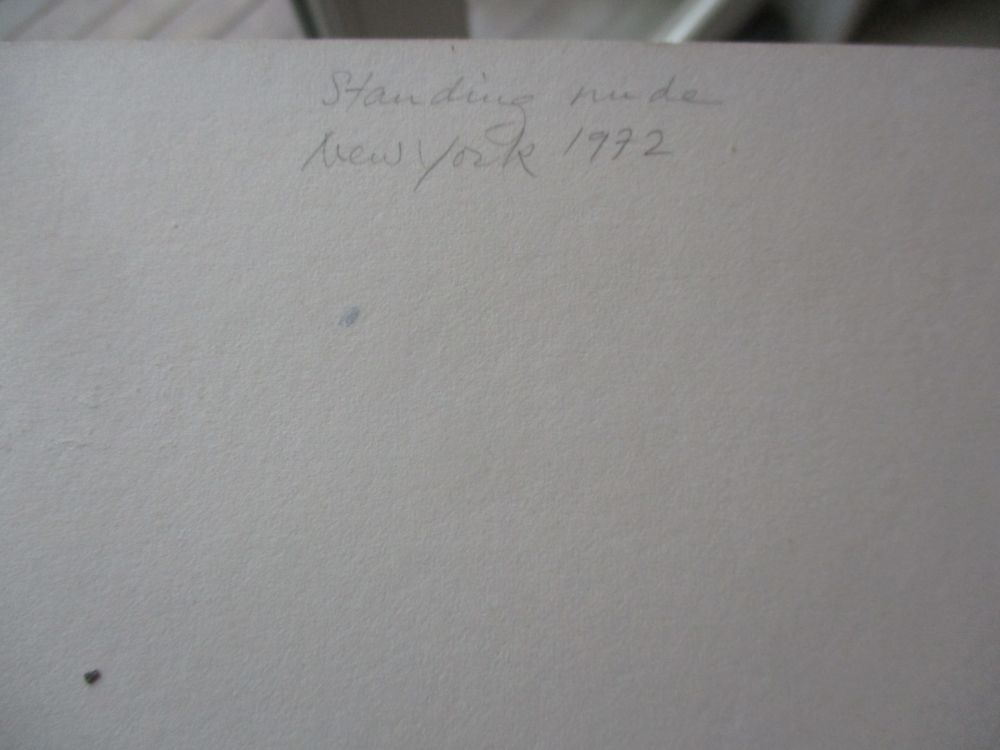 Standing nude
New York 1972